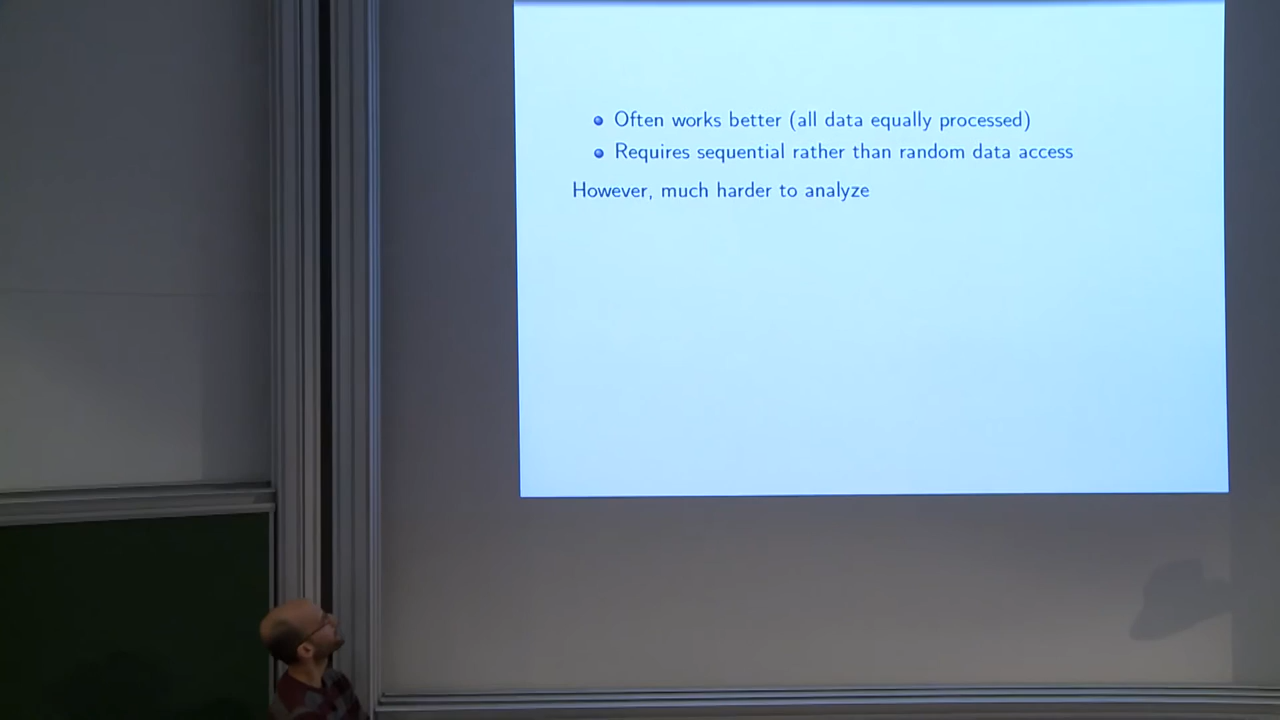 Often works better (all data equally processed)
Requires sequential rather than random data access
However, much harder to analyze